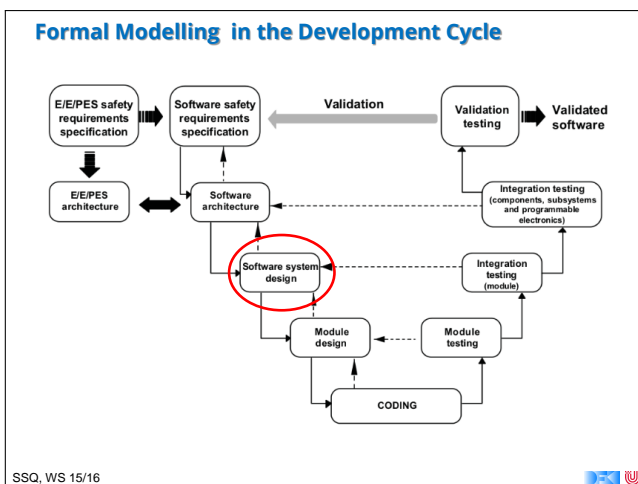 Formal Modelling in the Development Cycle
E/E/PES safety
requirements
specification
Software safety
requirements
specification
Validation
Validation
testing
Validated
software
E/E/PES
architecture
Software
architecture
Integration testing
(components, subsystems
and programmable
electronics)
Software system
design
Integration
testing
(module)
Module
design
Module
testing
CODING
SSQ, WS 15/16